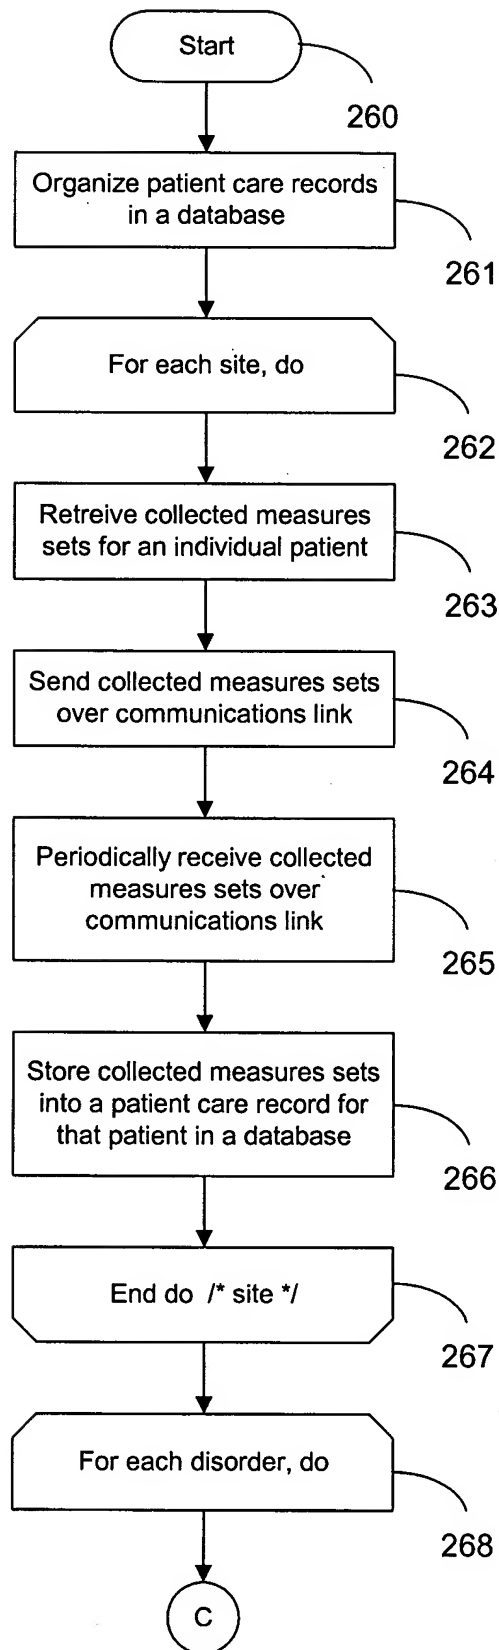 Start
260
Organize patient care records
in a database
261
For each site, do
262
Retreive collected measures
sets for an individual patient
263
Send collected measures sets
over communications link
264
Periodically receive collected
measures sets over
communications link
265
Store collected measures sets
into a patient care record for
that patient in a database
266
End do /* site */
267
For each disorder, do
268
C